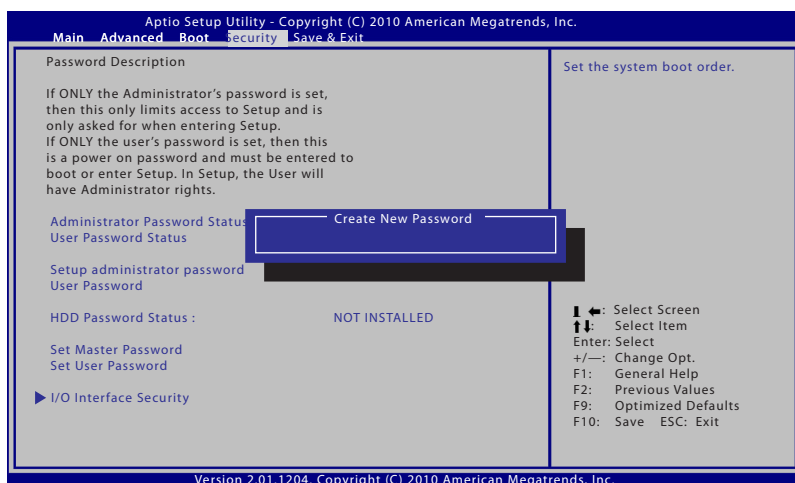 Aptio Setup Utility - Copyright (C) 2010 American Megatrends, Inc.
Main Advanced Boot Security Save & Exit
Password Description
If ONLY the Administrator's password is set,
then this only limits access to Setup and is
only asked for when entering Setup.
If ONLY the user's password is set, then this
is a power on password and must be entered to
boot or enter Setup. In Setup, the User will
have Administrator rights.
Administrator Password Status
User Password Status
Create New Password
Setup administrator password
User Password
HDD Password Status : NOT INSTALLED
Set Master Password
Set User Password
I/O Interface Security
Set the system boot order.
: Select Screen
↑↓: Select Item
Enter: Select
+/—: Change Opt.
F1: General Help
F2: Previous Values
F9: Optimized Defaults
F10: Save ESC: Exit
Version 2.01.1204. Copyright (C) 2010 American Megatrends, Inc.